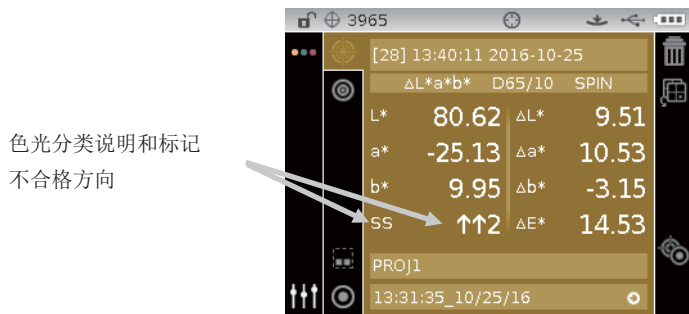 3965
[28] 13:40:11 2016-10-25
ΔL*a*b* D65/10 SPIN
L* 80.62 ΔL* 9.51
a* -25.13 Δa* 10.53
色光分类说明和标记
不合格方向
b* 9.95 Δb* -3.15
SS ↑↑2 ΔE* 14.53
PROJ1
13:31:35_10/25/16